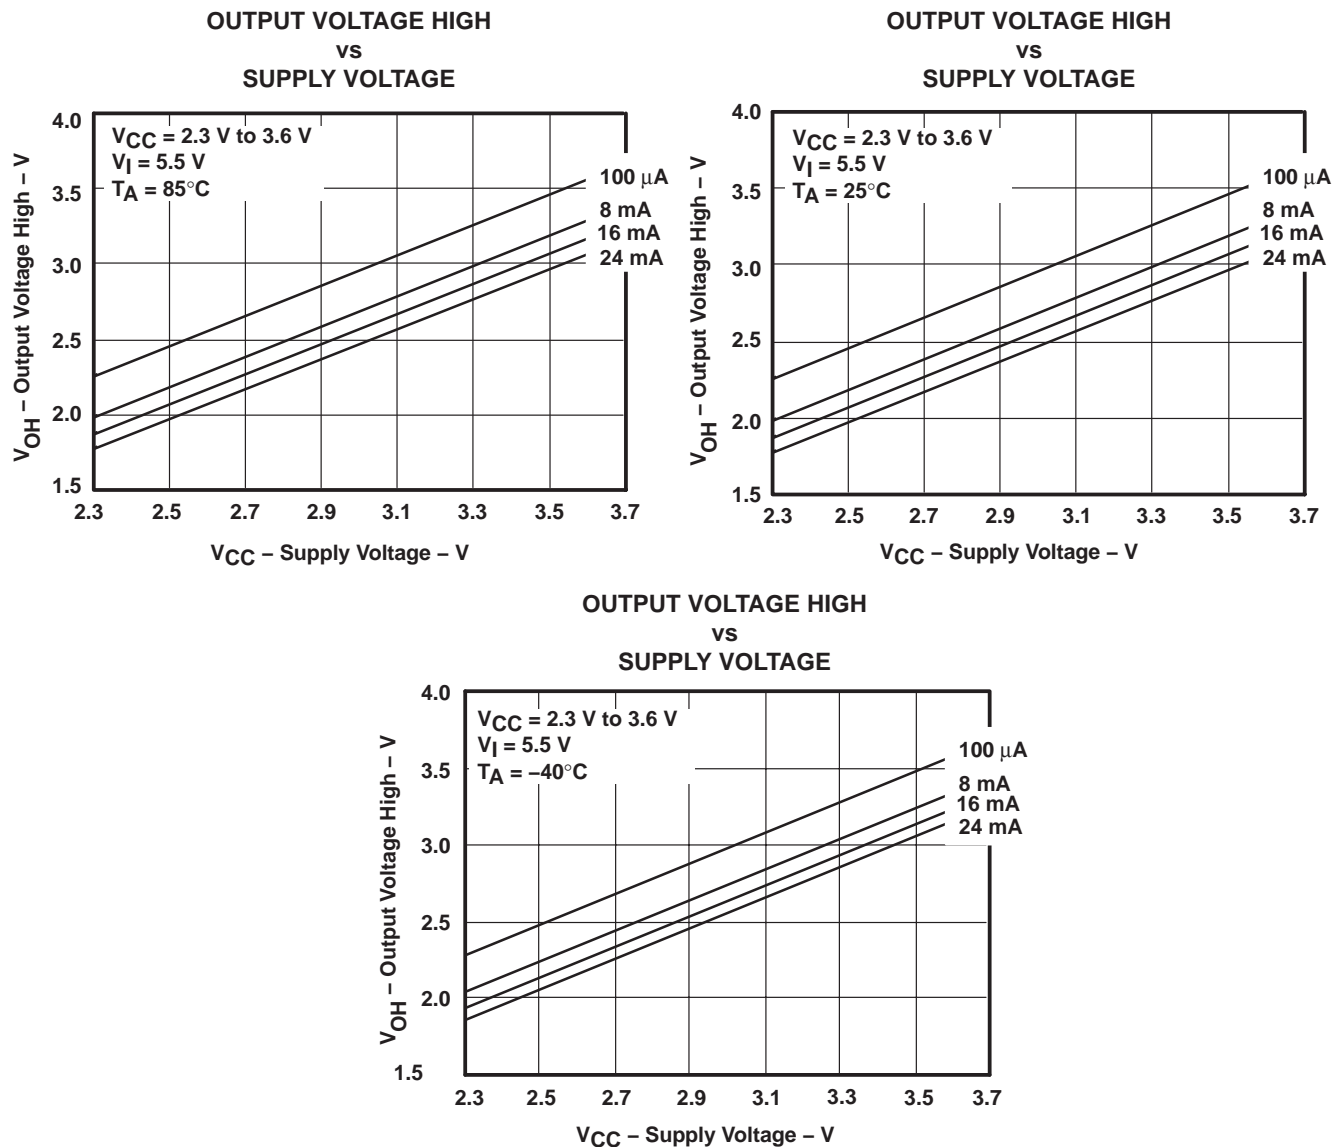 OUTPUT VOLTAGE HIGH
vs
SUPPLY VOLTAGE
4.0
3.5
3.0
2.5
2.0
1.5
VOH – Output Voltage High – V
VCC = 2.3 V to 3.6 V
VI = 5.5 V
TA = 85°C
100 μA
8 mA
16 mA
24 mA
2.3 2.5 2.7 2.9 3.1 3.3 3.5 3.7
VCC – Supply Voltage – V
OUTPUT VOLTAGE HIGH
vs
SUPPLY VOLTAGE
4.0
3.5
3.0
2.5
2.0
1.5
VOH – Output Voltage High – V
VCC = 2.3 V to 3.6 V
VI = 5.5 V
TA = 25°C
100 μA
8 mA
16 mA
24 mA
2.3 2.5 2.7 2.9 3.1 3.3 3.5 3.7
VCC – Supply Voltage – V
OUTPUT VOLTAGE HIGH
vs
SUPPLY VOLTAGE
4.0
3.5
3.0
2.5
2.0
1.5
VOH – Output Voltage High – V
VCC = 2.3 V to 3.6 V
VI = 5.5 V
TA = –40°C
100 μA
8 mA
16 mA
24 mA
2.3 2.5 2.7 2.9 3.1 3.3 3.5 3.7
VCC – Supply Voltage – V